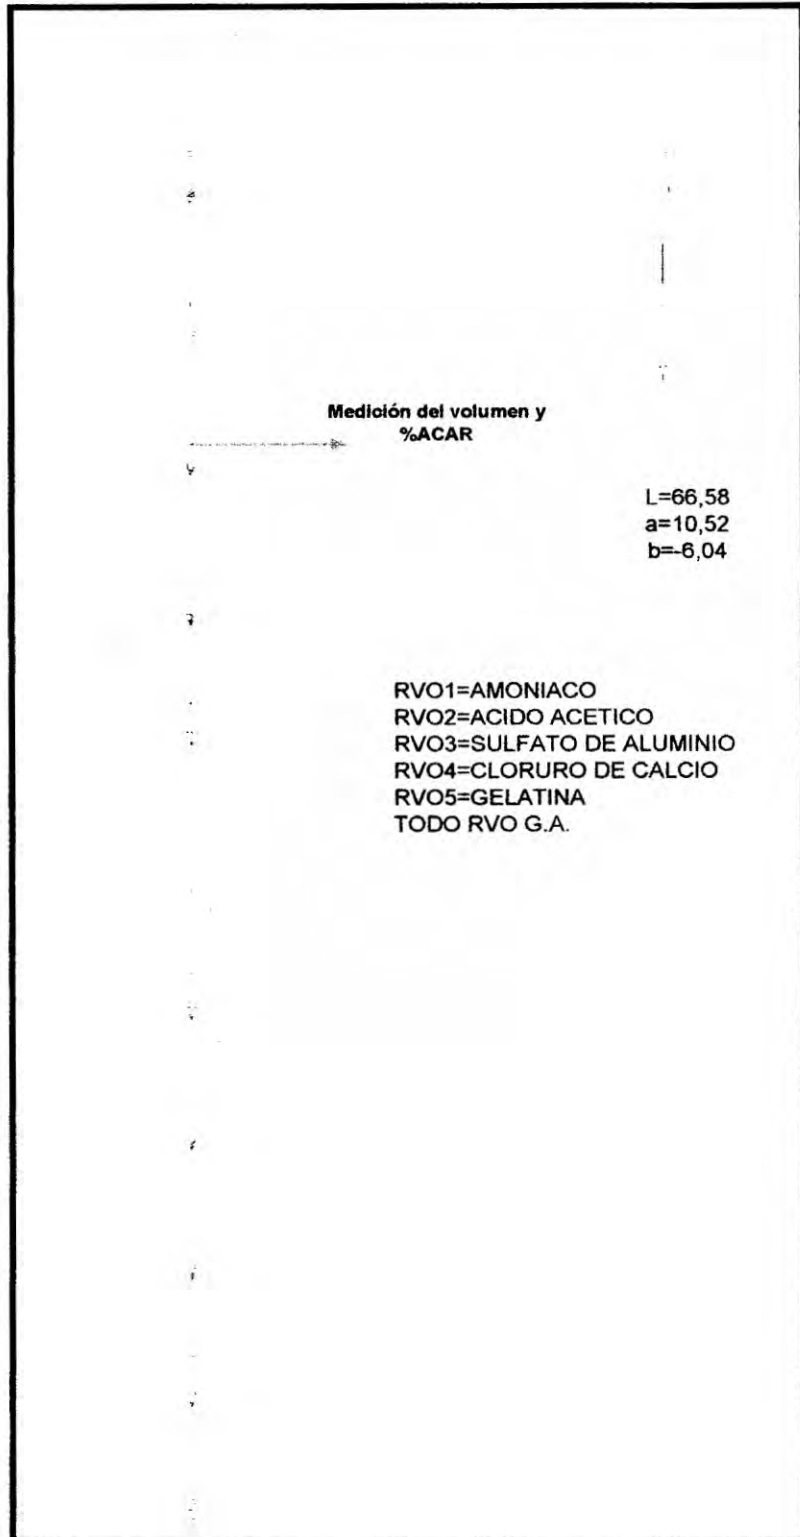 Medición del volumen y
%ACAR
L=66,58
a=10,52
b=-6,04
RVO1=AMONIACO
RVO2=ACIDO ACETICO
RVO3=SULFATO DE ALUMINIO
RVO4=CLORURO DE CALCIO
RVO5=GELATINA
TODO RVO G.A.